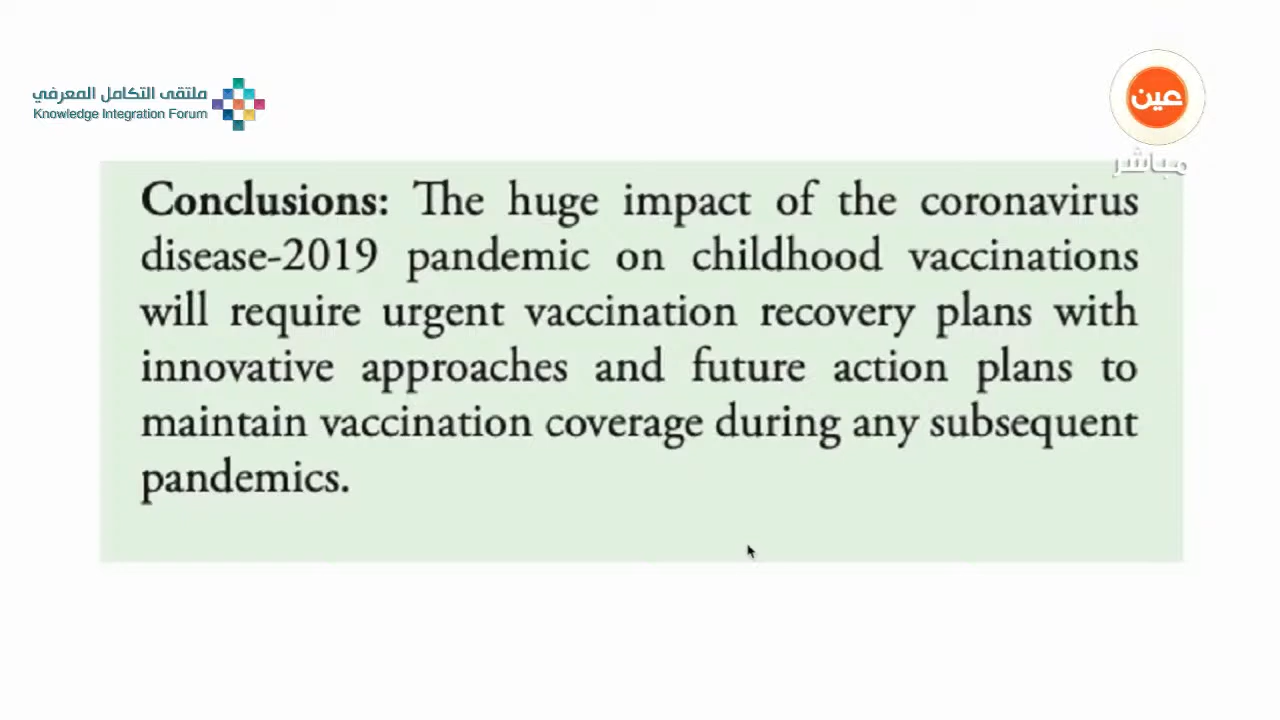 ملتقى التكامل المعرفي
Knowledge Integration Forum
عين
مباشر
Conclusions: The huge impact of the coronavirus
disease-2019 pandemic on childhood vaccinations
will require urgent vaccination recovery plans with
innovative approaches and future action plans to
maintain vaccination coverage during any subsequent
pandemics.